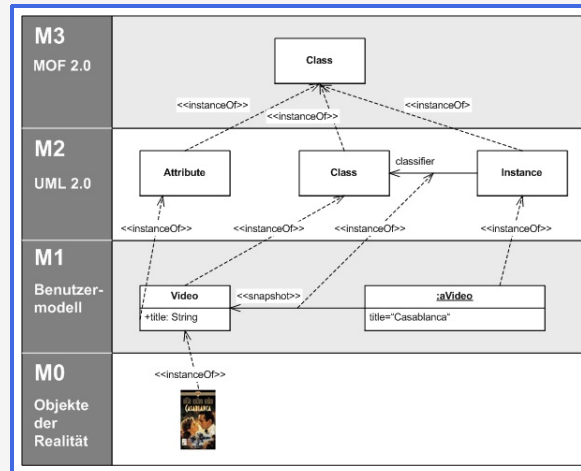 M3
MOF 2.0
Class
<<instanceOf>>
<<instanceOf>>
<<instanceOf>
M2
UML 2.0
Attribute
Class
classifier
Instance
<<instanceOf>>
<<instanceOf>>
<<instanceOf>>
M1
Benutzer-
modell
Video
+title: String
<<snapshot>>
:aVideo
title="Casablanca"
M0
Objekte
der
Realität
<<instanceOf>>
CASABLANCA